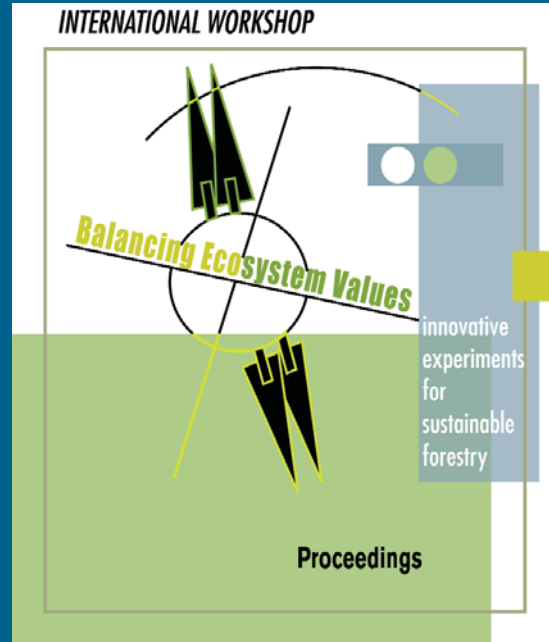 INTERNATIONAL WORKSHOP
Balancing Ecosystem Values
innovative
experiments
for
sustainable
forestry
Proceedings